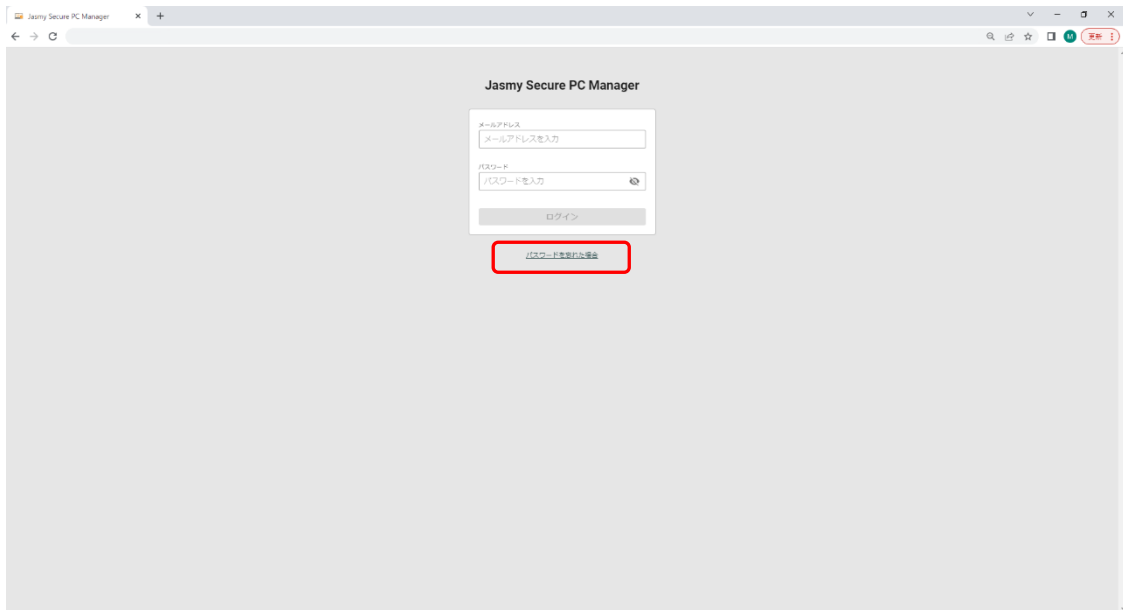 Jasmy Secure PC Manager
M
更新
Jasmy Secure PC Manager
メールアドレス
メールアドレスを入力
パスワード
パスワードを入力
ログイン
パスワードを忘れた場合